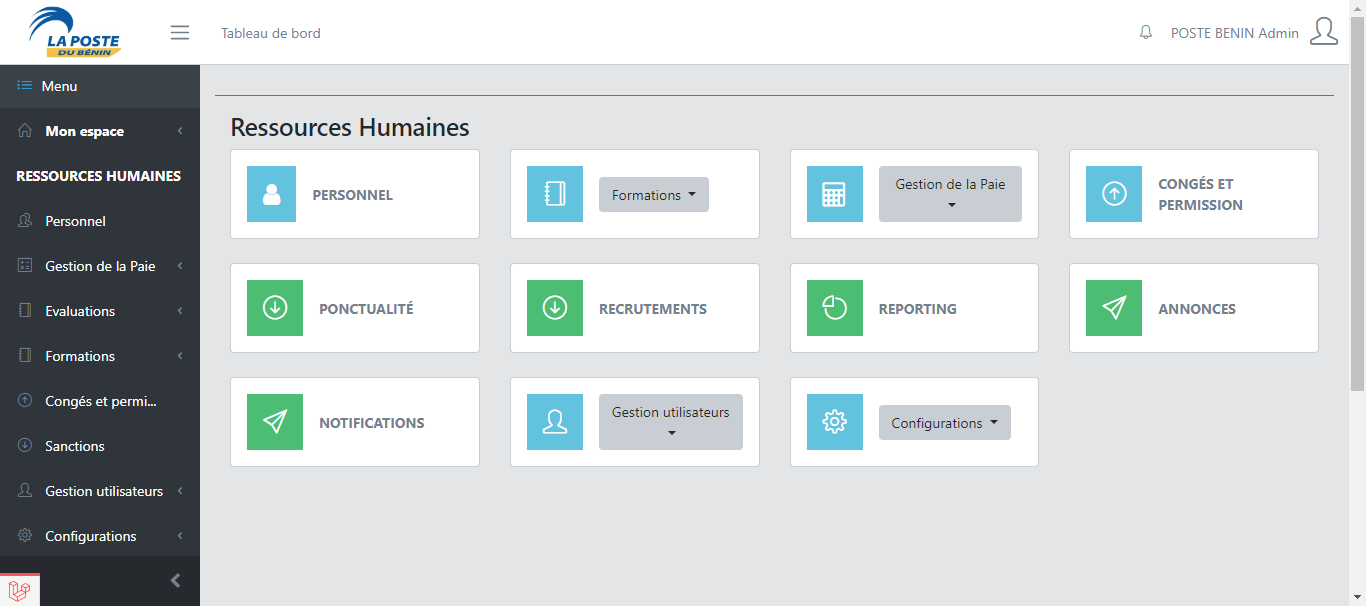 LA POSTE
DU BÉNIN
Tableau de bord
POSTE BENIN Admin
Menu
Mon espace
RESSOURCES HUMAINES
Personnel
Gestion de la Paie
Evaluations
Formations
Congés et permi...
Sanctions
Gestion utilisateurs
Configurations
Ressources Humaines
PERSONNEL
Formations
Gestion de la Paie
CONGÉS ET
PERMISSION
PONCTUALITÉ
RECRUTEMENTS
REPORTING
ANNONCES
NOTIFICATIONS
Gestion utilisateurs
Configurations